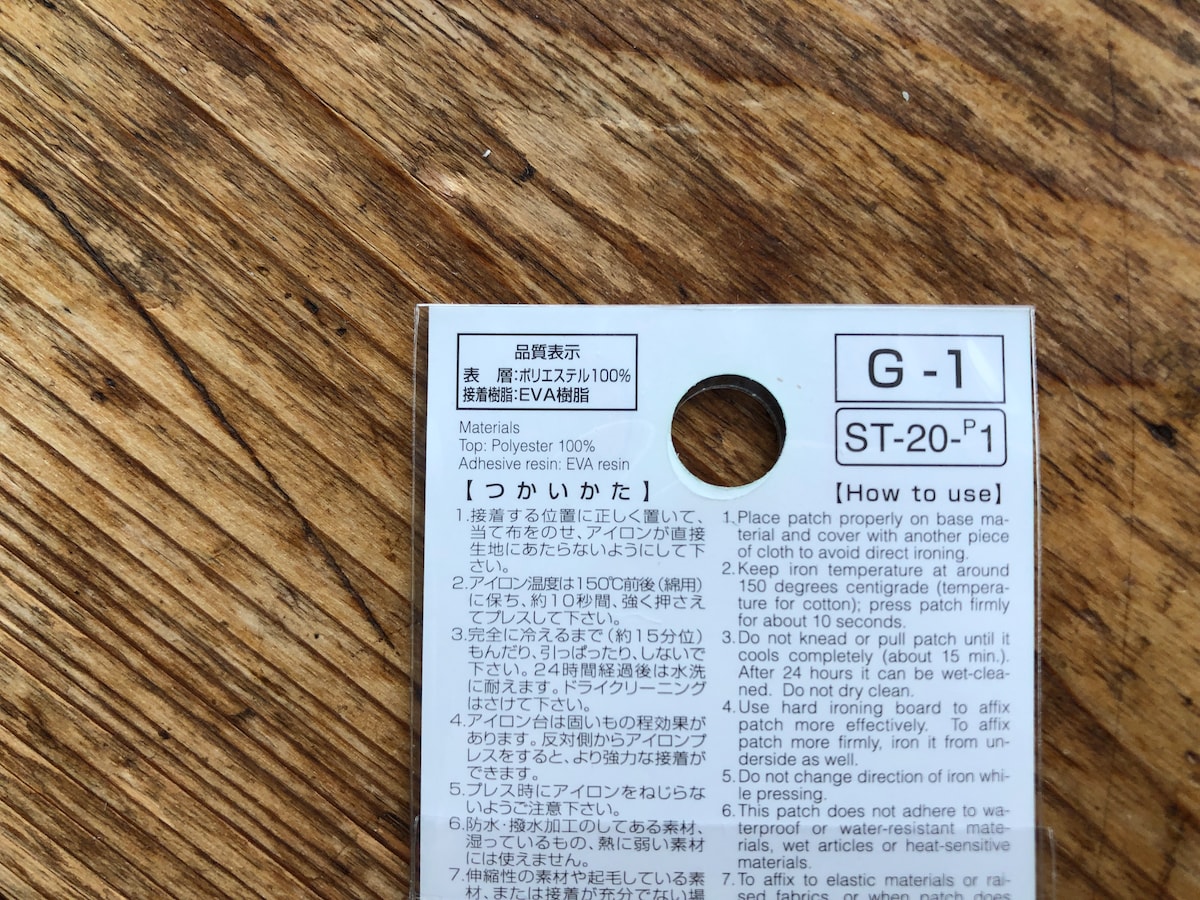 品質表示
表 層:ポリエステル100%
接着樹脂:EVA樹脂
Materials
Top: Polyester 100%
Adhesive resin: EVA resin
G -1
ST-20-P1
【つかいかた】
1.接着する位置に正しく置いて、
当て布をのせ、アイロンが直接
生地にあたらないようにして下
さい。
2.アイロン温度は150℃前後(綿用)
に保ち、約10秒間、強く押さえ
てプレスして下さい。
3.完全に冷えるまで(約15分位)
もんだり、引っぱったり、しないで
下さい。24時間経過後は水洗
に耐えます。ドライクリーニング
はさけて下さい。
4.アイロン台は固いもの程効果が
あります。反対側からアイロンプ
レスをすると、より強力な接着が
できます。
5.プレス時にアイロンをねじらな
いようご注意下さい。
6.防水・撥水加工のしてある素材、
湿っているもの、熱に弱い素材
には使えません。
7.伸縮性の素材や起毛している素
材、または接着が充分でない場
【How to use】
1.Place patch properly on base ma-
terial and cover with another piece
of cloth to avoid direct ironing.
2.Keep iron temperature at around
150 degrees centigrade (tempera-
ture for cotton); press patch firmly
for about 10 seconds.
3.Do not knead or pull patch until it
cools completely (about 15 min.).
After 24 hours it can be wet-clea-
ned. Do not dry clean.
4.Use hard ironing board to affix
patch more effectively. To affix
patch more firmly, iron it from un-
derside as well.
5.Do not change direction of iron whi-
le pressing.
6.This patch does not adhere to wa-
terproof or water-resistant mate-
rials, wet articles or heat-sensitive
materials.
7.To affix to elastic materials or rai-
sed fabrics, or when patch does